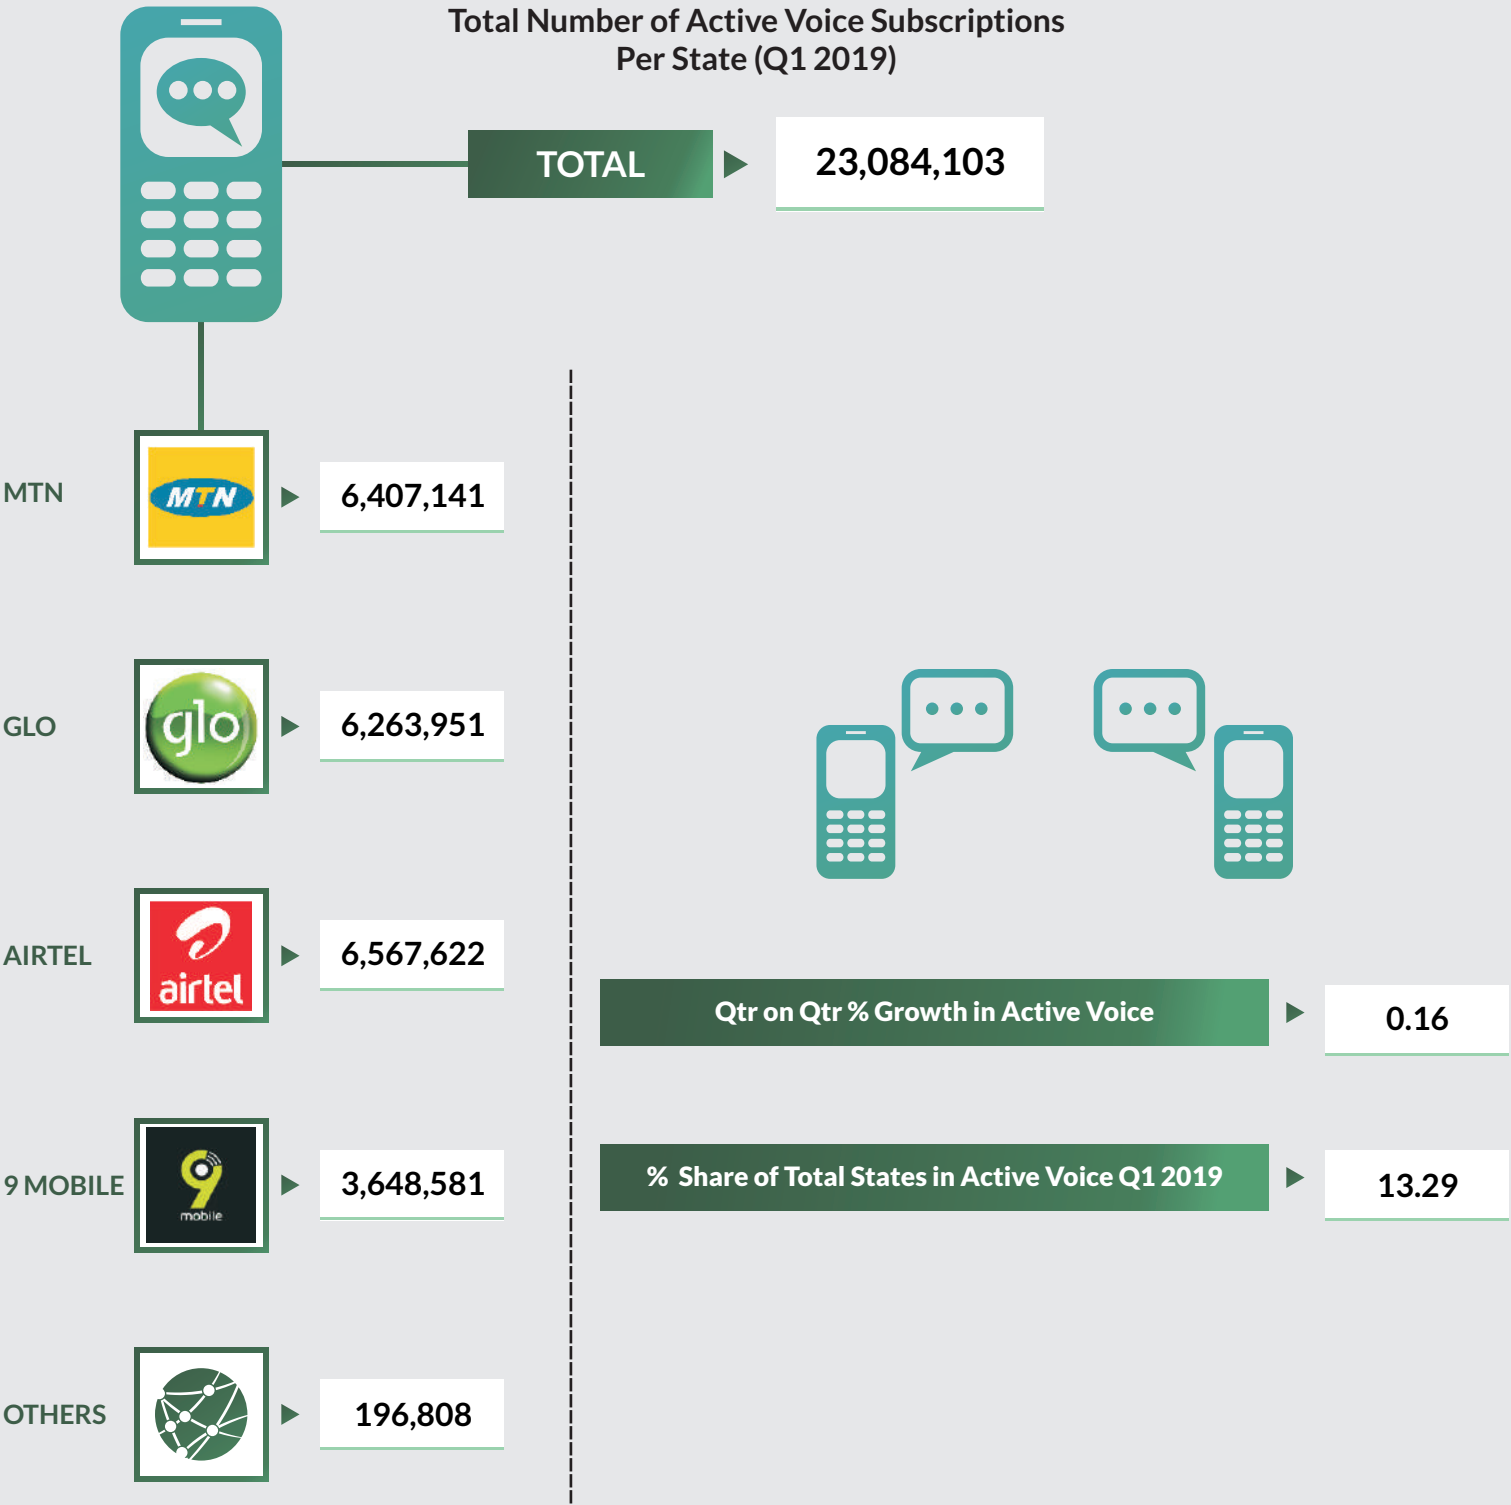 Total Number of Active Voice Subscriptions
Per State (Q1 2019)
TOTAL
23,084,103
MTN
MTN
6,407,141
GLO
glo
6,263,951
AIRTEL
airtel
6,567,622
9 MOBILE
9
mobile
3,648,581
OTHERS
196,808
Qtr on Qtr % Growth in Active Voice
0.16
% Share of Total States in Active Voice Q1 2019
13.29